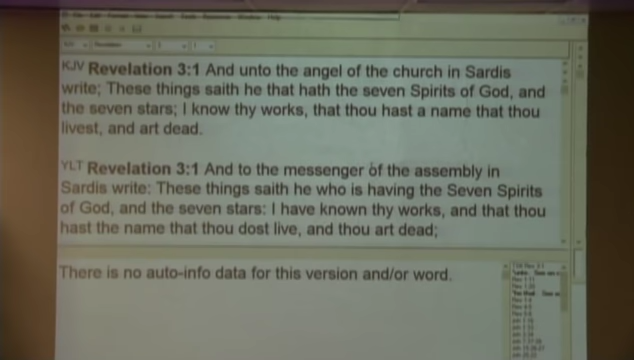 KJV Revelation 3:1 And unto the angel of the church in Sardis
write; These things saith he that hath the seven Spirits of God, and
the seven stars; I know thy works, that thou hast a name that thou
livest, and art dead.
YLT Revelation 3:1 And to the messenger of the assembly in
Sardis write: These things saith he who is having the Seven Spirits
of God, and the seven stars: I have known thy works, and that thou
hast the name that thou dost live, and thou art dead;
There is no auto-info data for this version and/or word.